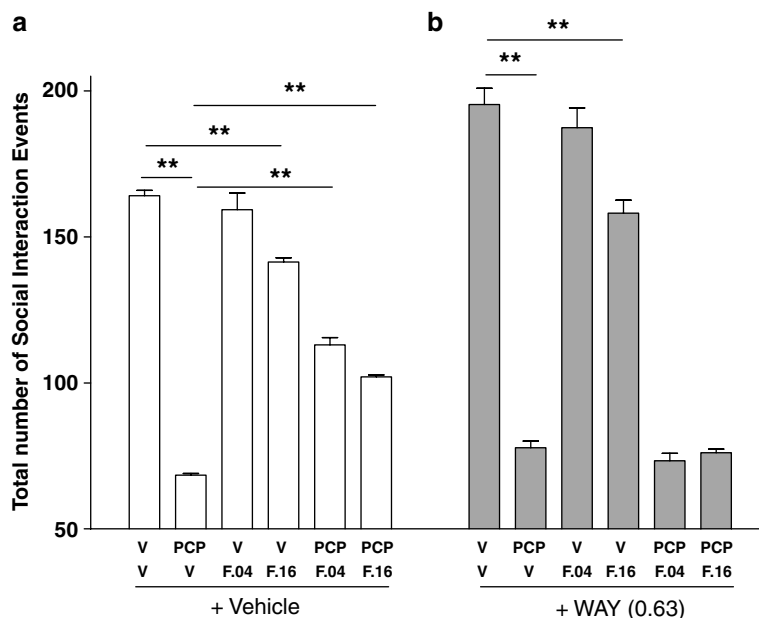 a
b
Total number of Social Interaction Events
200
150
100
50
**
**
**
**
**
**
V PCP V V PCP PCP
V V F.04 F.16 F.04 F.16
+ Vehicle
V PCP V V PCP PCP
V V F.04 F.16 F.04 F.16
+ WAY (0.63)